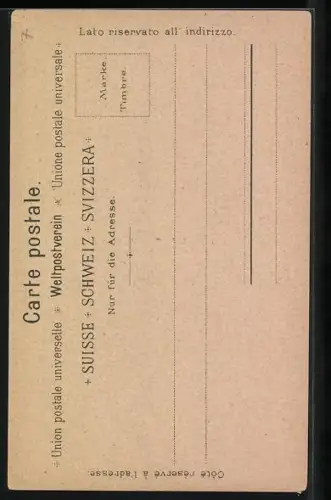 Carte postale.
+ Union postale universelle * Weltpostverein * Unione postale universale +
+ SUISSE + SCHWEIZ + SVIZZERA +
Nur für die Adresse.
Marke.
Timbre.
Côté réservé à l'adresse.
Lato riservato all' indirizzo.
7